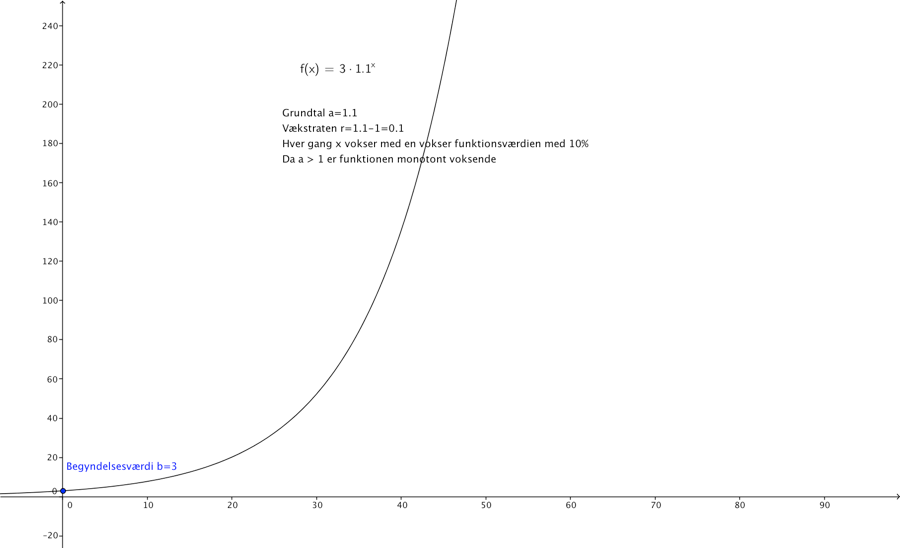 240
220
200
180
160
140
120
100
80
60
40
20
0
-20
f(x) = 3 · 1.1^x
Grundtal a=1.1
Vækstraten r=1.1-1=0.1
Hver gang x vokser med en vokser funktionsværdien med 10%
Da a > 1 er funktionen monotont voksende
Begyndelsesværdi b=3
0 10 20 30 40 50 60 70 80 90